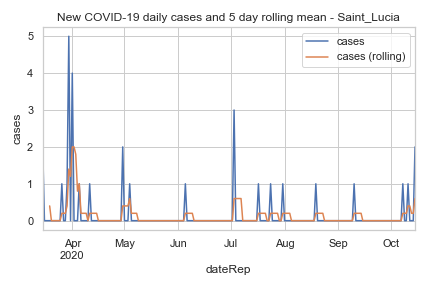 New COVID-19 daily cases and 5 day rolling mean - Saint_Lucia
cases
cases (rolling)
cases
5
4
3
2
1
0
Apr
2020
May
Jun
Jul
Aug
Sep
Oct
dateRep